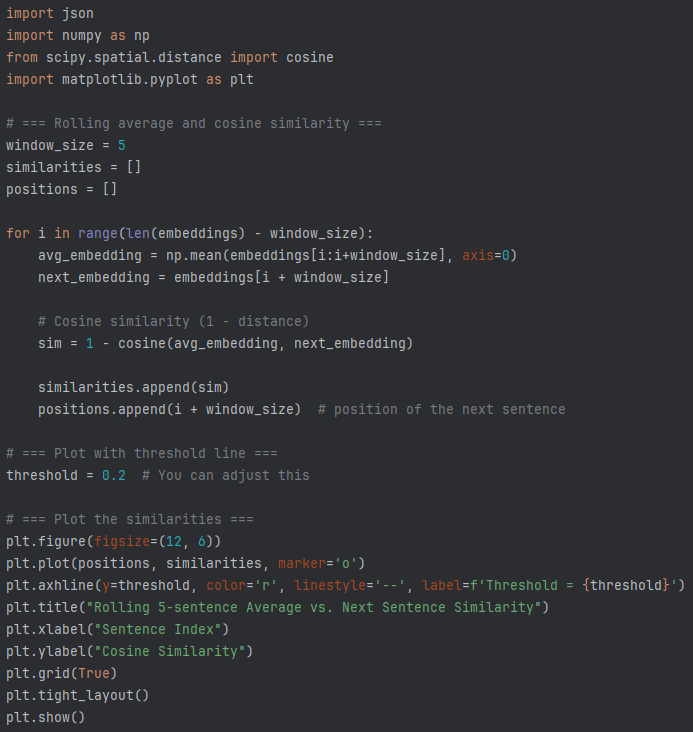 import json
import numpy as np
from scipy.spatial.distance import cosine
import matplotlib.pyplot as plt

# === Rolling average and cosine similarity ===
window_size = 5
similarities = []
positions = []

for i in range(len(embeddings) - window_size):
    avg_embedding = np.mean(embeddings[i:i+window_size], axis=0)
    next_embedding = embeddings[i + window_size]

    # Cosine similarity (1 - distance)
    sim = 1 - cosine(avg_embedding, next_embedding)

    similarities.append(sim)
    positions.append(i + window_size)  # position of the next sentence

# === Plot with threshold line ===
threshold = 0.2  # You can adjust this

# === Plot the similarities ===
plt.figure(figsize=(12, 6))
plt.plot(positions, similarities, marker='o')
plt.axhline(y=threshold, color='r', linestyle='--', label=f'Threshold = {threshold}')
plt.title("Rolling 5-sentence Average vs. Next Sentence Similarity")
plt.xlabel("Sentence Index")
plt.ylabel("Cosine Similarity")
plt.grid(True)
plt.tight_layout()
plt.show()